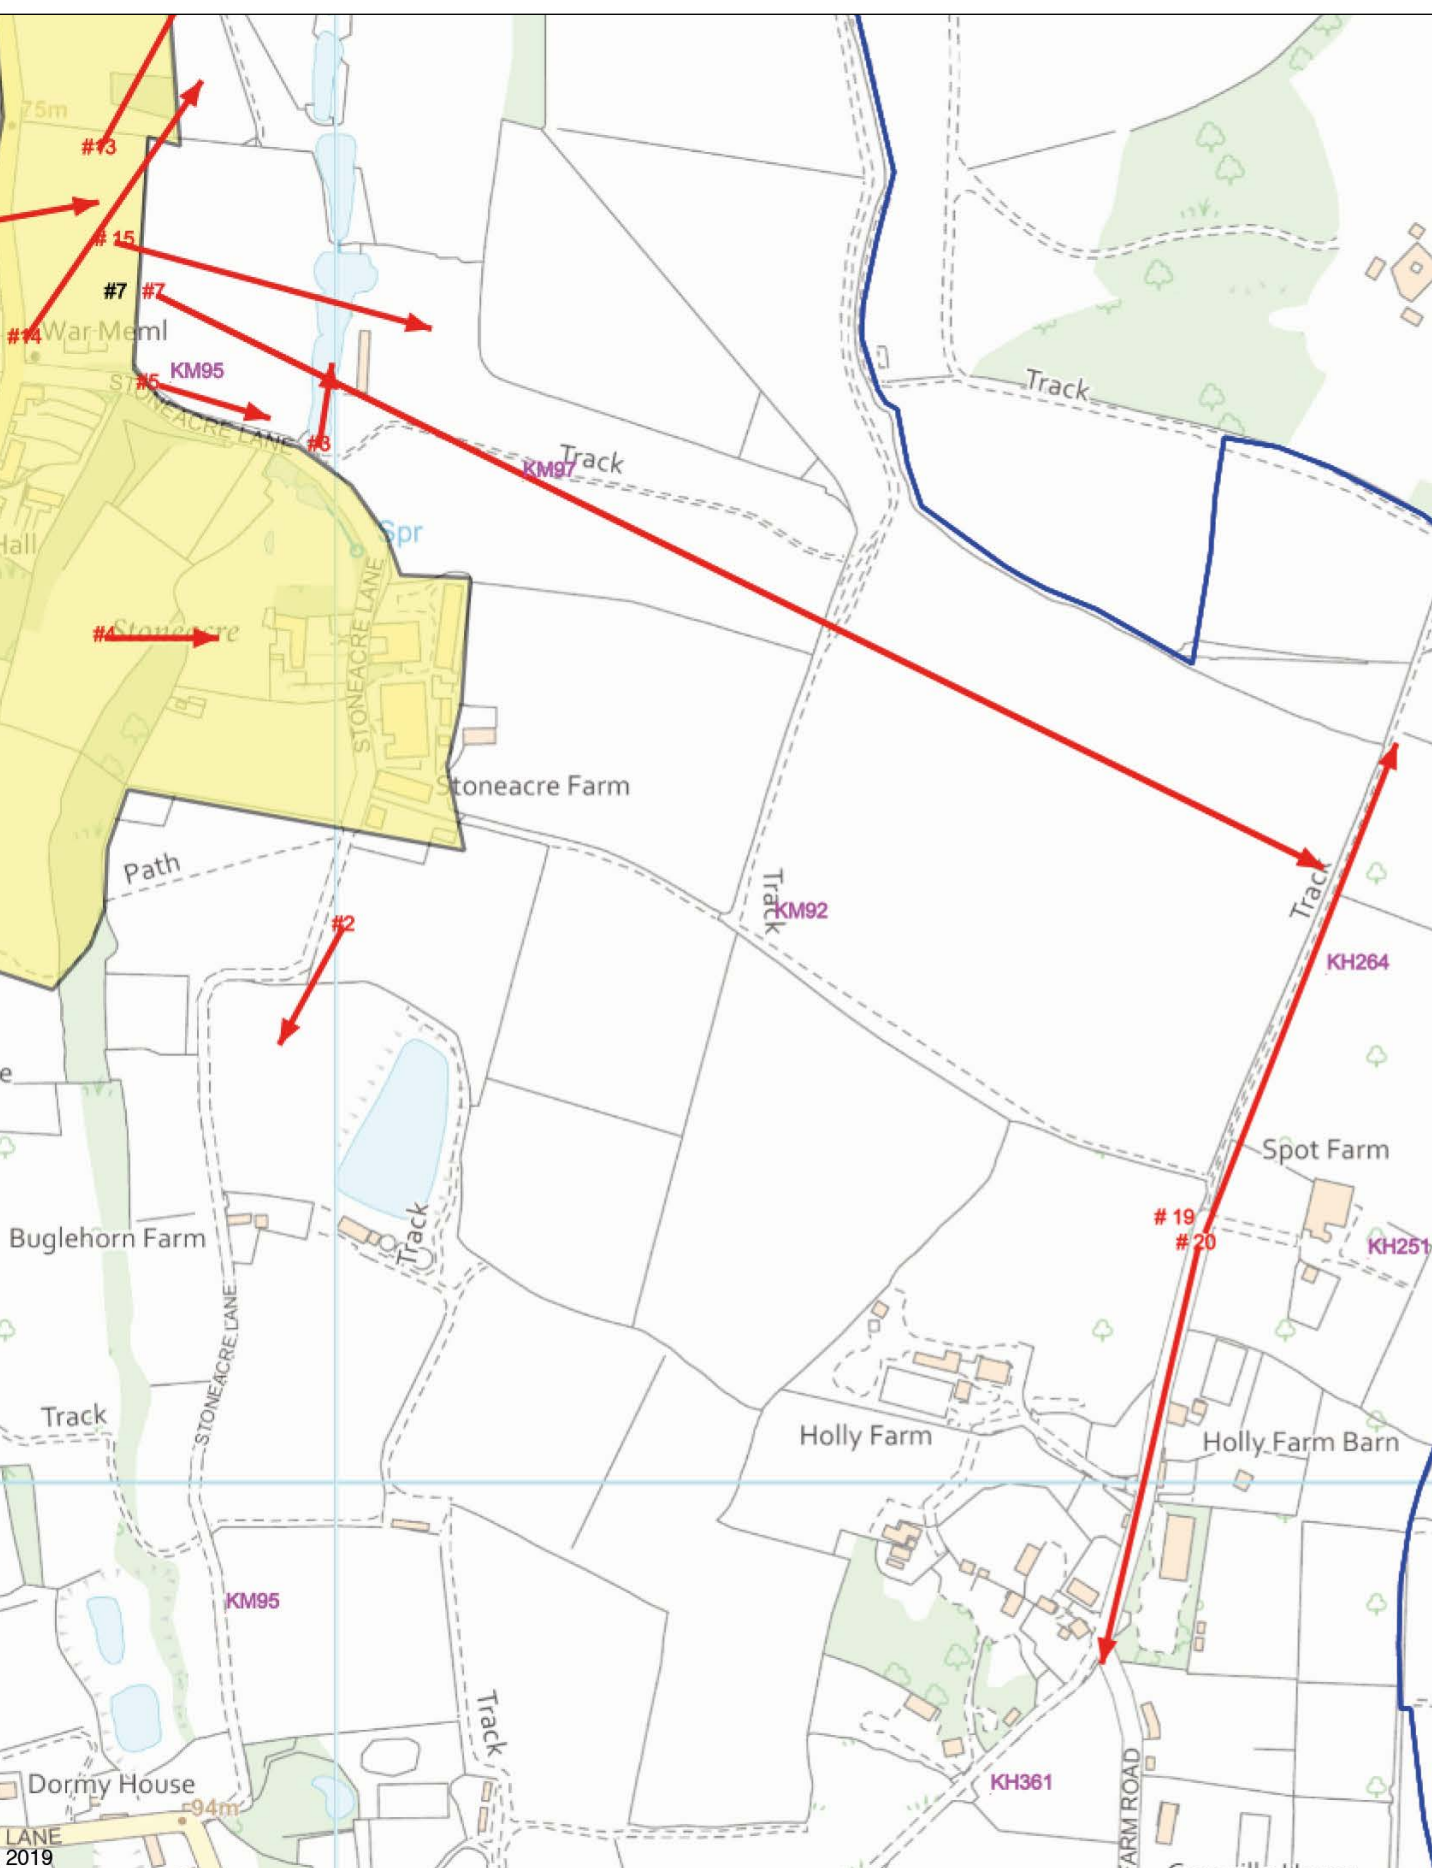 75m
#13
# 15
#7 #7
#14 War Meml
KM95
#5
STONEACRE LANE
#3
Track
Track
KM97
Spr
Hall
#4 Stoneacre
STONEACRE LANE
Stoneacre Farm
Path
Track
Track
KM92
#2
KH264
e
Spot Farm
# 19
# 20
KH251
Buglehorn Farm
Track
STONEACRE LANE
Track
Holly Farm
Holly Farm Barn
KM95
Track
KH361
Dormy House
94m
ARM ROAD
LANE
2019